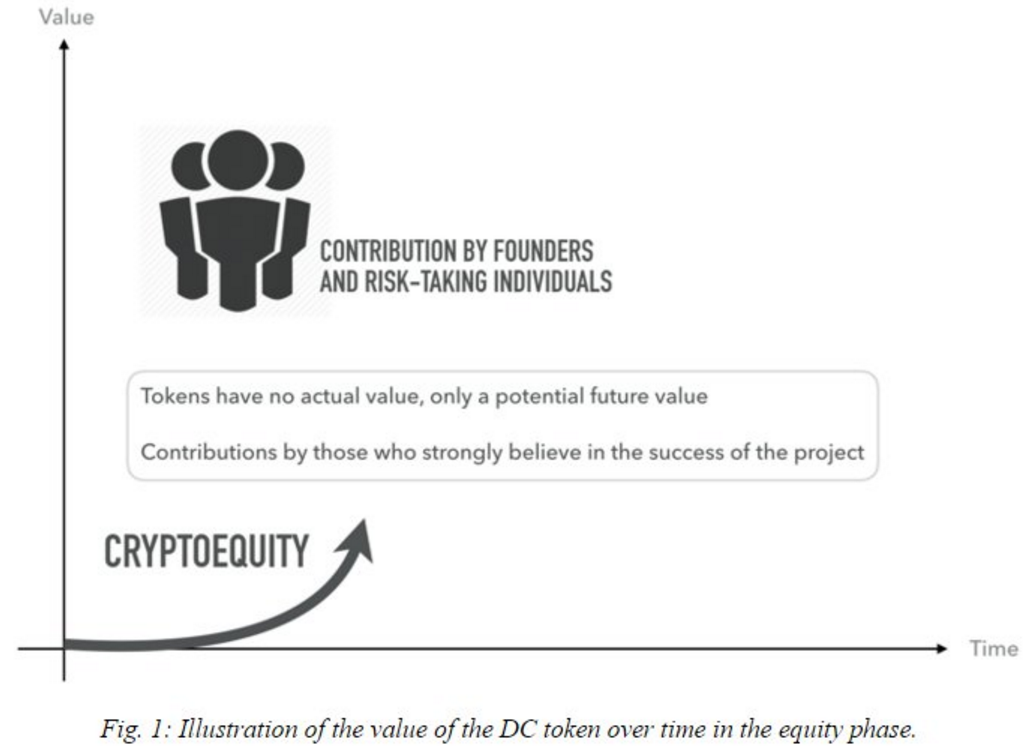 Value
CONTRIBUTION BY FOUNDERS
AND RISK-TAKING INDIVIDUALS
Tokens have no actual value, only a potential future value
Contributions by those who strongly believe in the success of the project
CRYPTOEQUITY
Time
Fig. 1: Illustration of the value of the DC token over time in the equity phase.